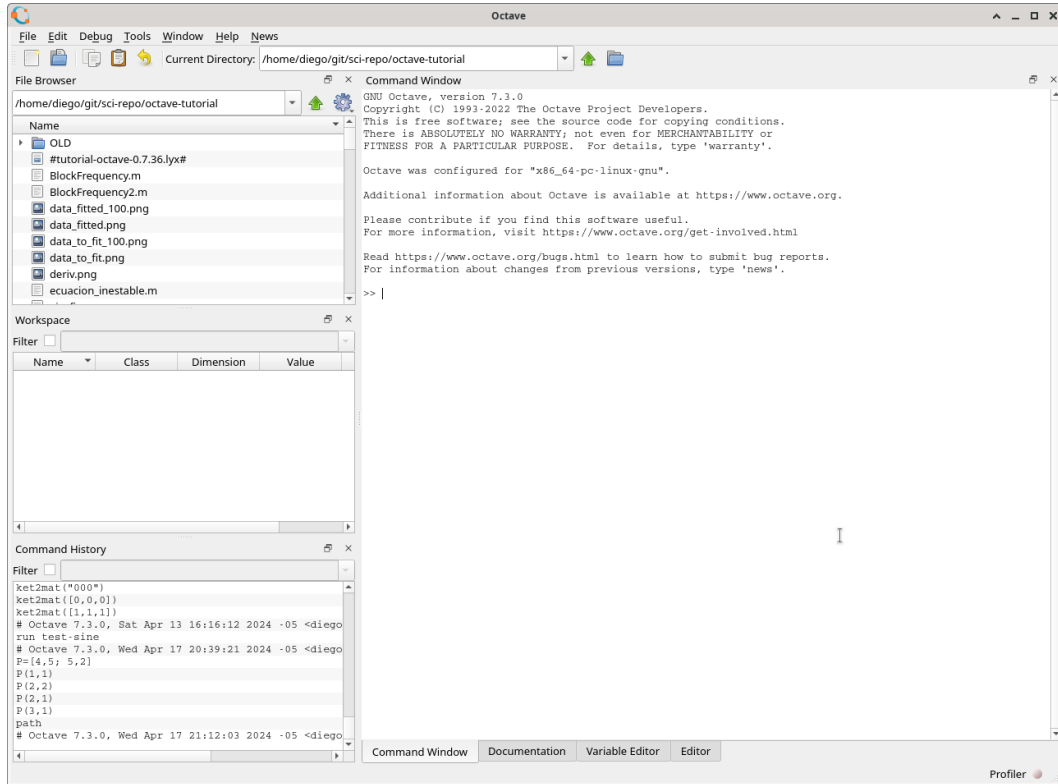 Octave
File Edit Debug Tools Window Help News
Current Directory: /home/diego/git/sci-repo/octave-tutorial
File Browser
/home/diego/git/sci-repo/octave-tutorial
Name
OLD
#tutorial-octave-0.7.36.lyx#
BlockFrequency.m
BlockFrequency2.m
data_fitted_100.png
data_fitted.png
data_to_fit_100.png
data_to_fit.png
deriv.png
ecuacion_inestable.m
Workspace
Filter
Name Class Dimension Value
Command History
Filter
ket2mat("000")
ket2mat([0,0,0])
ket2mat([1,1,1])
# Octave 7.3.0, Sat Apr 13 16:16:12 2024 -05 <diego
run test-sine
# Octave 7.3.0, Wed Apr 17 20:39:21 2024 -05 <diego
P=[4,5; 5,2]
P(1,1)
P(2,2)
P(2,1)
P(3,1)
path
# Octave 7.3.0, Wed Apr 17 21:12:03 2024 -05 <diego
Command Window
GNU Octave, version 7.3.0
Copyright (C) 1993-2022 The Octave Project Developers.
This is free software; see the source code for copying conditions.
There is ABSOLUTELY NO WARRANTY; not even for MERCHANTABILITY or
FITNESS FOR A PARTICULAR PURPOSE.  For details, type 'warranty'.
Octave was configured for "x86_64-pc-linux-gnu".
Additional information about Octave is available at https://www.octave.org.
Please contribute if you find this software useful.
For more information, visit https://www.octave.org/get-involved.html
Read https://www.octave.org/bugs.html to learn how to submit bug reports.
For information about changes from previous versions, type 'news'.
>>
Command Window Documentation Variable Editor Editor
Profiler